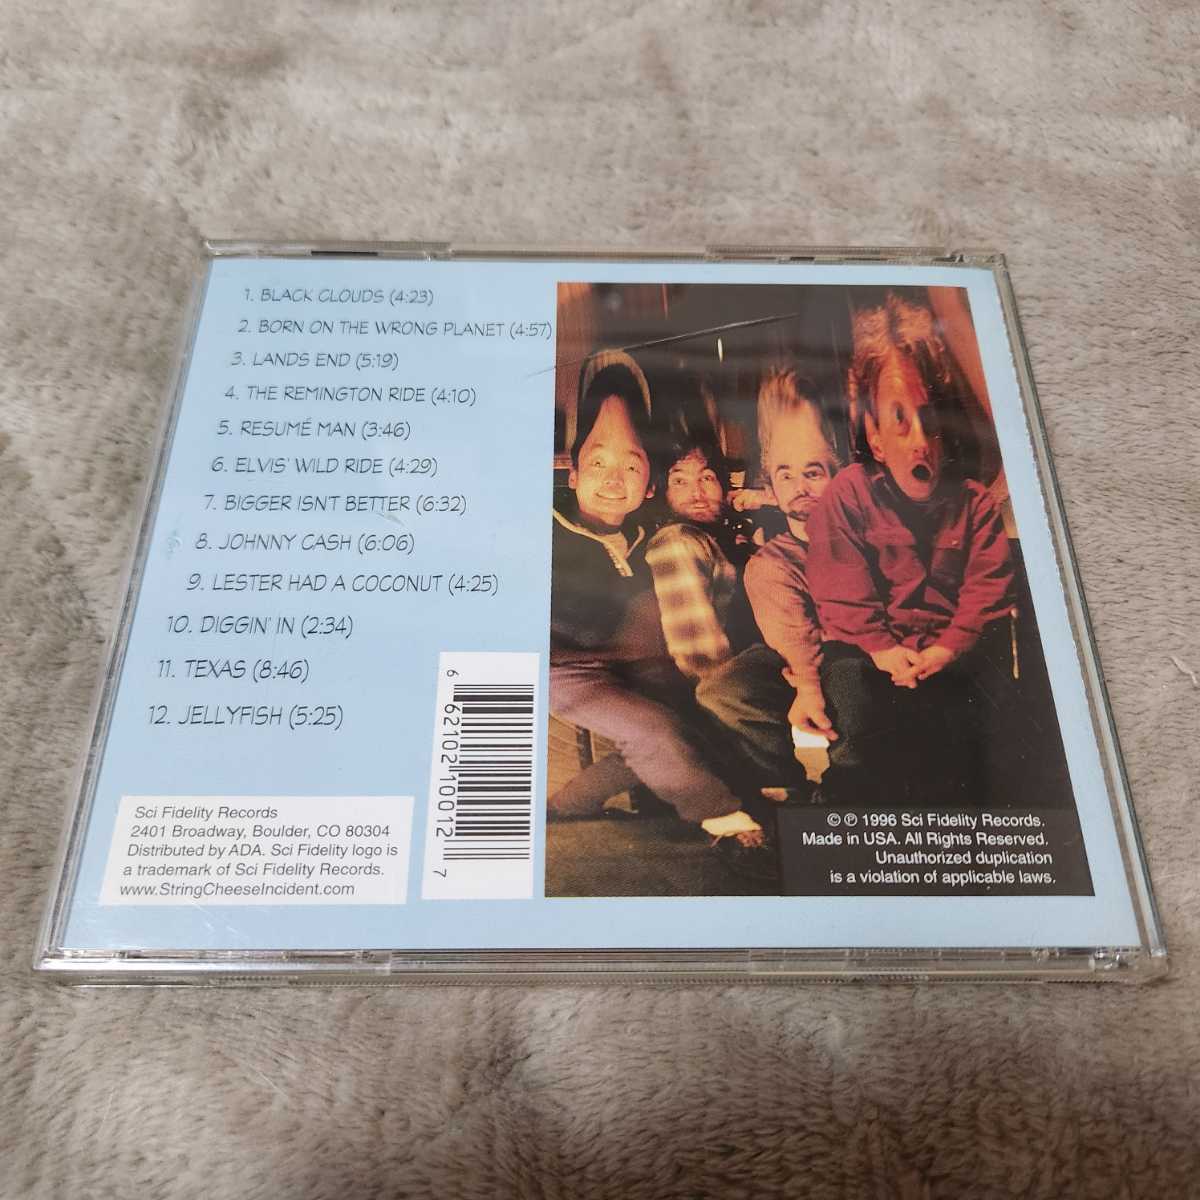 1. BLACK CLOUDS (4:23)
2. BORN ON THE WRONG PLANET (4:57)
3. LANDS END (5:19)
4. THE REMINGTON RIDE (4:10)
5. RESUMÉ MAN (3:46)
6. ELVIS' WILD RIDE (4:29)
7. BIGGER ISN'T BETTER (6:32)
8. JOHNNY CASH (6:06)
9. LESTER HAD A COCONUT (4:25)
10. DIGGIN' IN (2:34)
11. TEXAS (8:46)
12. JELLYFISH (5:25)
6 62102 10012 7
Sci Fidelity Records
2401 Broadway, Boulder, CO 80304
Distributed by ADA. Sci Fidelity logo is
a trademark of Sci Fidelity Records.
www.StringCheeseIncident.com
© ℗ 1996 Sci Fidelity Records.
Made in USA. All Rights Reserved.
Unauthorized duplication
is a violation of applicable laws.